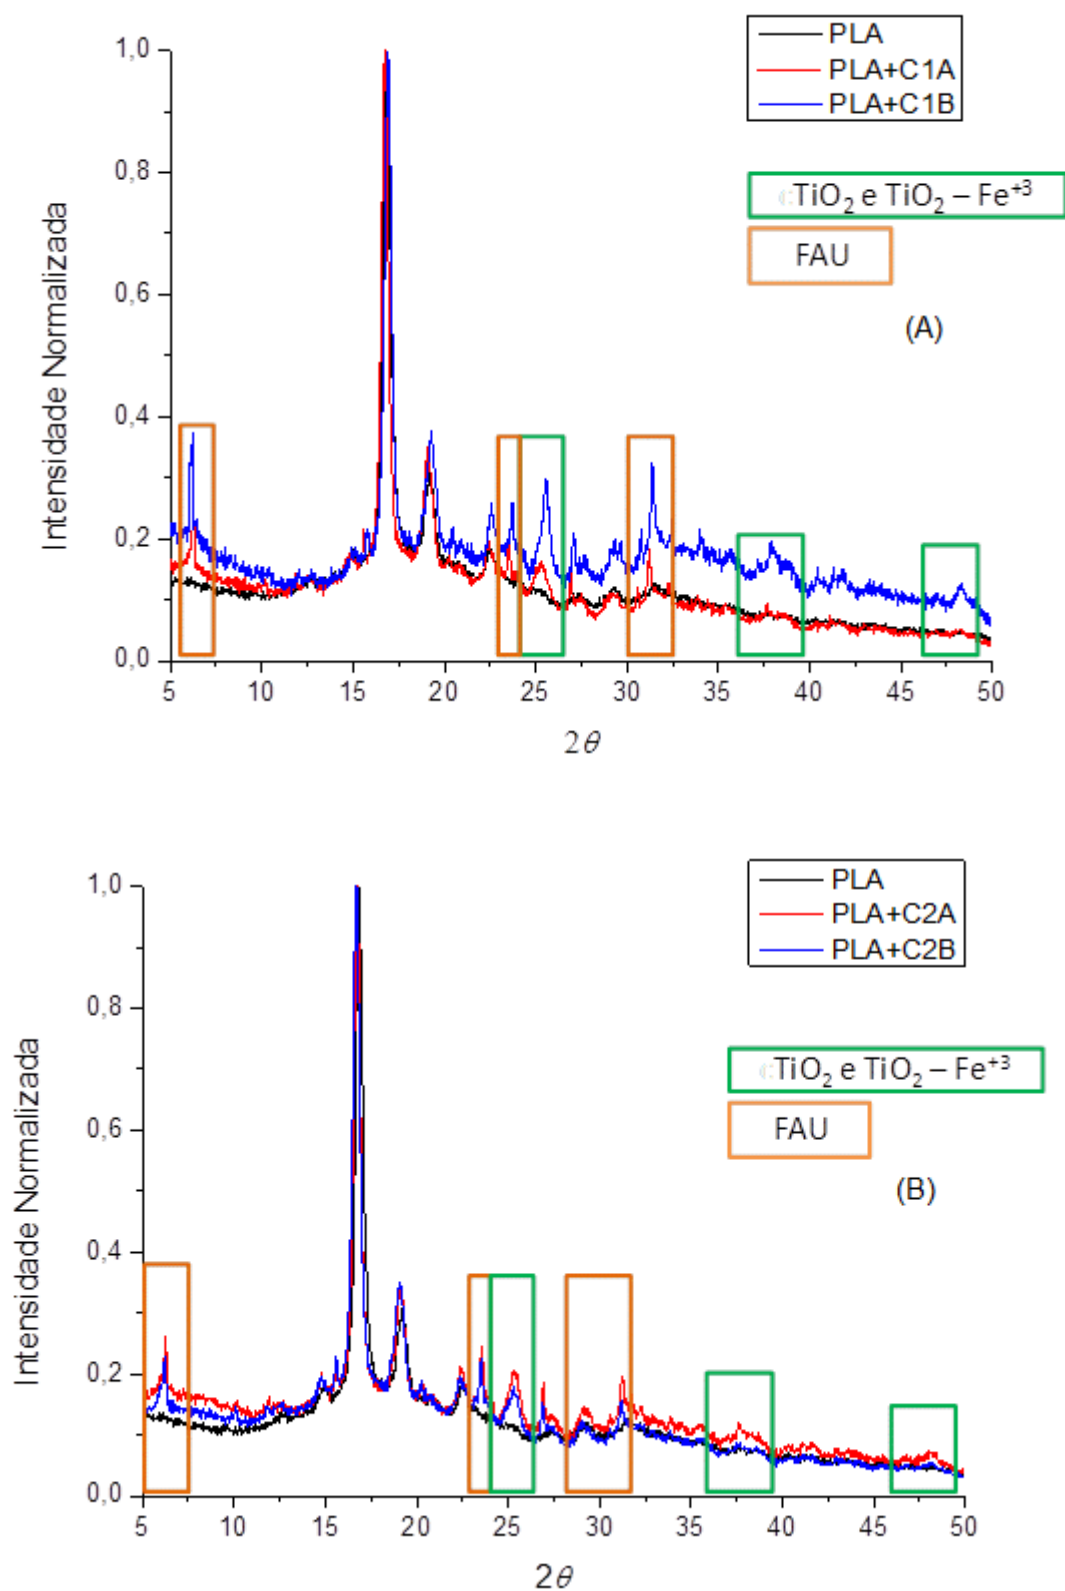 PLA
PLA+C1A
PLA+C1B
TiO₂ e TiO₂ – Fe⁺³
FAU
(A)
Intensidade Normalizada
1,0
0,8
0,6
0,4
0,2
0,0
5 10 15 20 25 30 35 40 45 50
2θ
PLA
PLA+C2A
PLA+C2B
TiO₂ e TiO₂ – Fe⁺³
FAU
(B)
Intensidade Normalizada
1,0
0,8
0,6
0,4
0,2
0,0
5 10 15 20 25 30 35 40 45 50
2θ